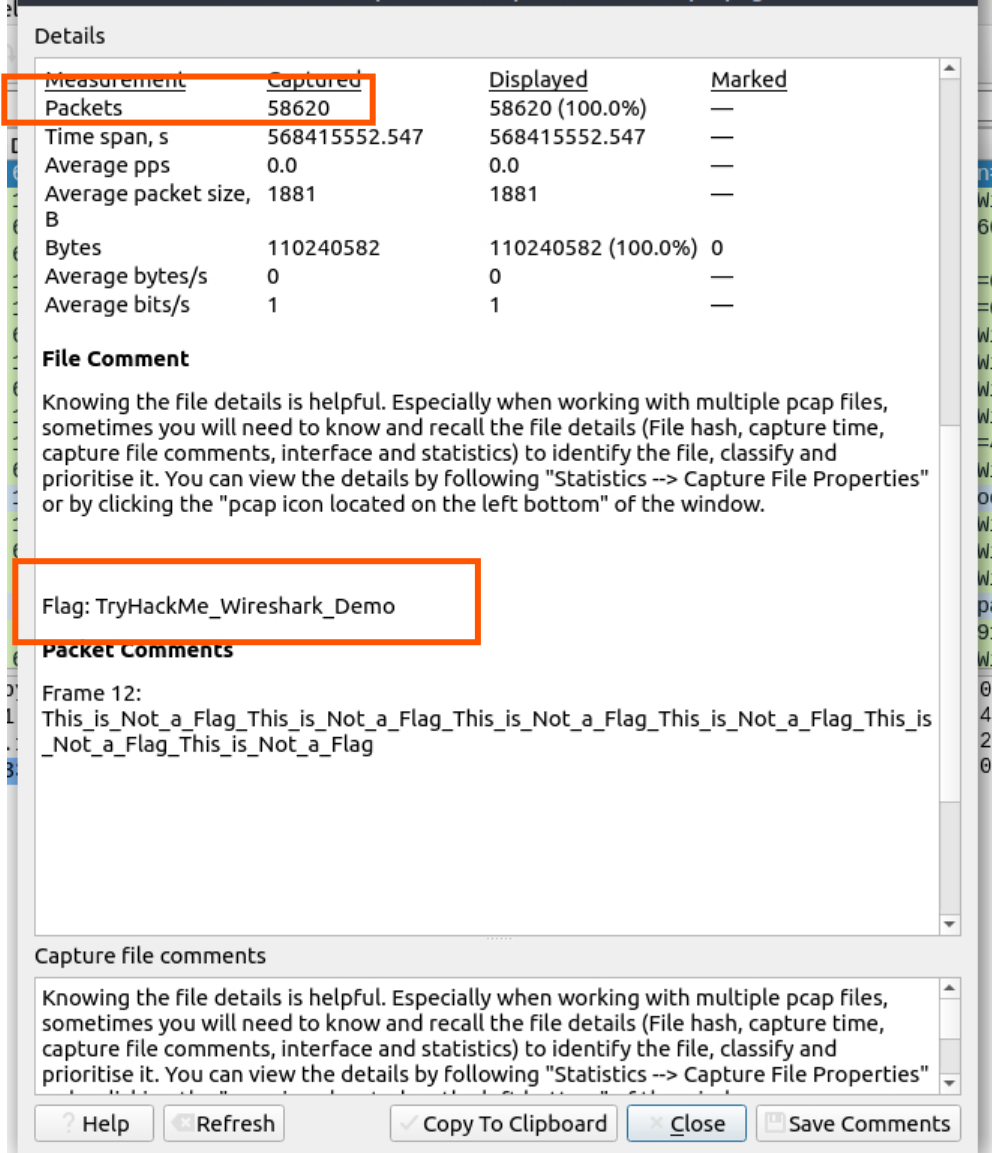 Details
Measurement Captured Displayed Marked
Packets 58620 58620 (100.0%) —
Time span, s 568415552.547 568415552.547 —
Average pps 0.0 0.0 —
Average packet size, 1881 1881 —
B
Bytes 110240582 110240582 (100.0%) 0
Average bytes/s 0 0 —
Average bits/s 1 1 —
File Comment
Knowing the file details is helpful. Especially when working with multiple pcap files,
sometimes you will need to know and recall the file details (File hash, capture time,
capture file comments, interface and statistics) to identify the file, classify and
prioritise it. You can view the details by following "Statistics --> Capture File Properties"
or by clicking the "pcap icon located on the left bottom" of the window.
Flag: TryHackMe_Wireshark_Demo
Packet Comments
Frame 12:
This_is_Not_a_Flag_This_is_Not_a_Flag_This_is_Not_a_Flag_This_is_Not_a_Flag_This_is
_Not_a_Flag_This_is_Not_a_Flag
Capture file comments
Knowing the file details is helpful. Especially when working with multiple pcap files,
sometimes you will need to know and recall the file details (File hash, capture time,
capture file comments, interface and statistics) to identify the file, classify and
prioritise it. You can view the details by following "Statistics --> Capture File Properties"
? Help Refresh Copy To Clipboard Close Save Comments